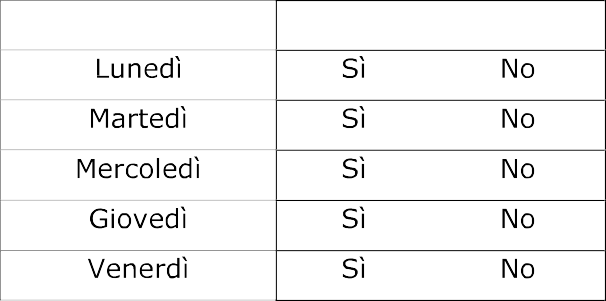 Lunedì Sì No
Martedì Sì No
Mercoledì Sì No
Giovedì Sì No
Venerdì Sì No